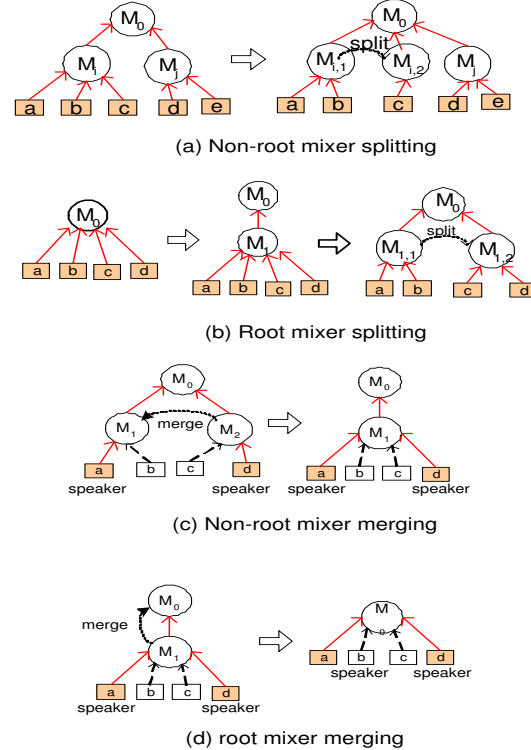 M0 M0
split
Mi Mj Mi,1 Mi,2 Mj
a b c d e a b c d e
(a) Non-root mixer splitting
M0 M0 M0
M1 split M1,1 M1,2
a b c d a b c d a b c d
(b) Root mixer splitting
M0 M0
M1 merge M2 M1
a b c d a b c d
speaker speaker speaker speaker
(c) Non-root mixer merging
M0 M0
merge
M1
a b c d a b c d
speaker speaker speaker speaker
(d) root mixer merging